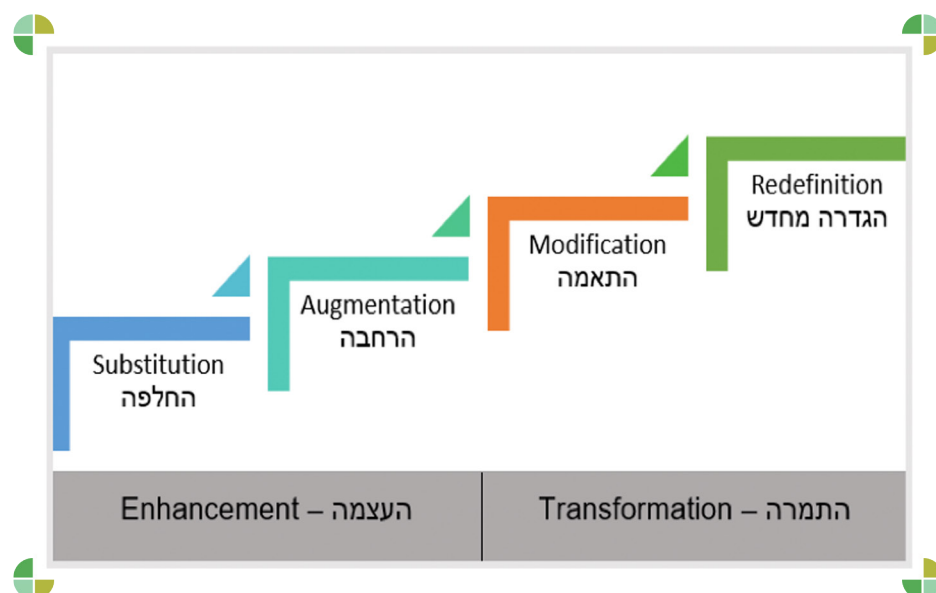 Substitution
החלפה
Augmentation
הרחבה
Modification
התאמה
Redefinition
הגדרה מחדש
Enhancement – העצמה
Transformation – התמרה